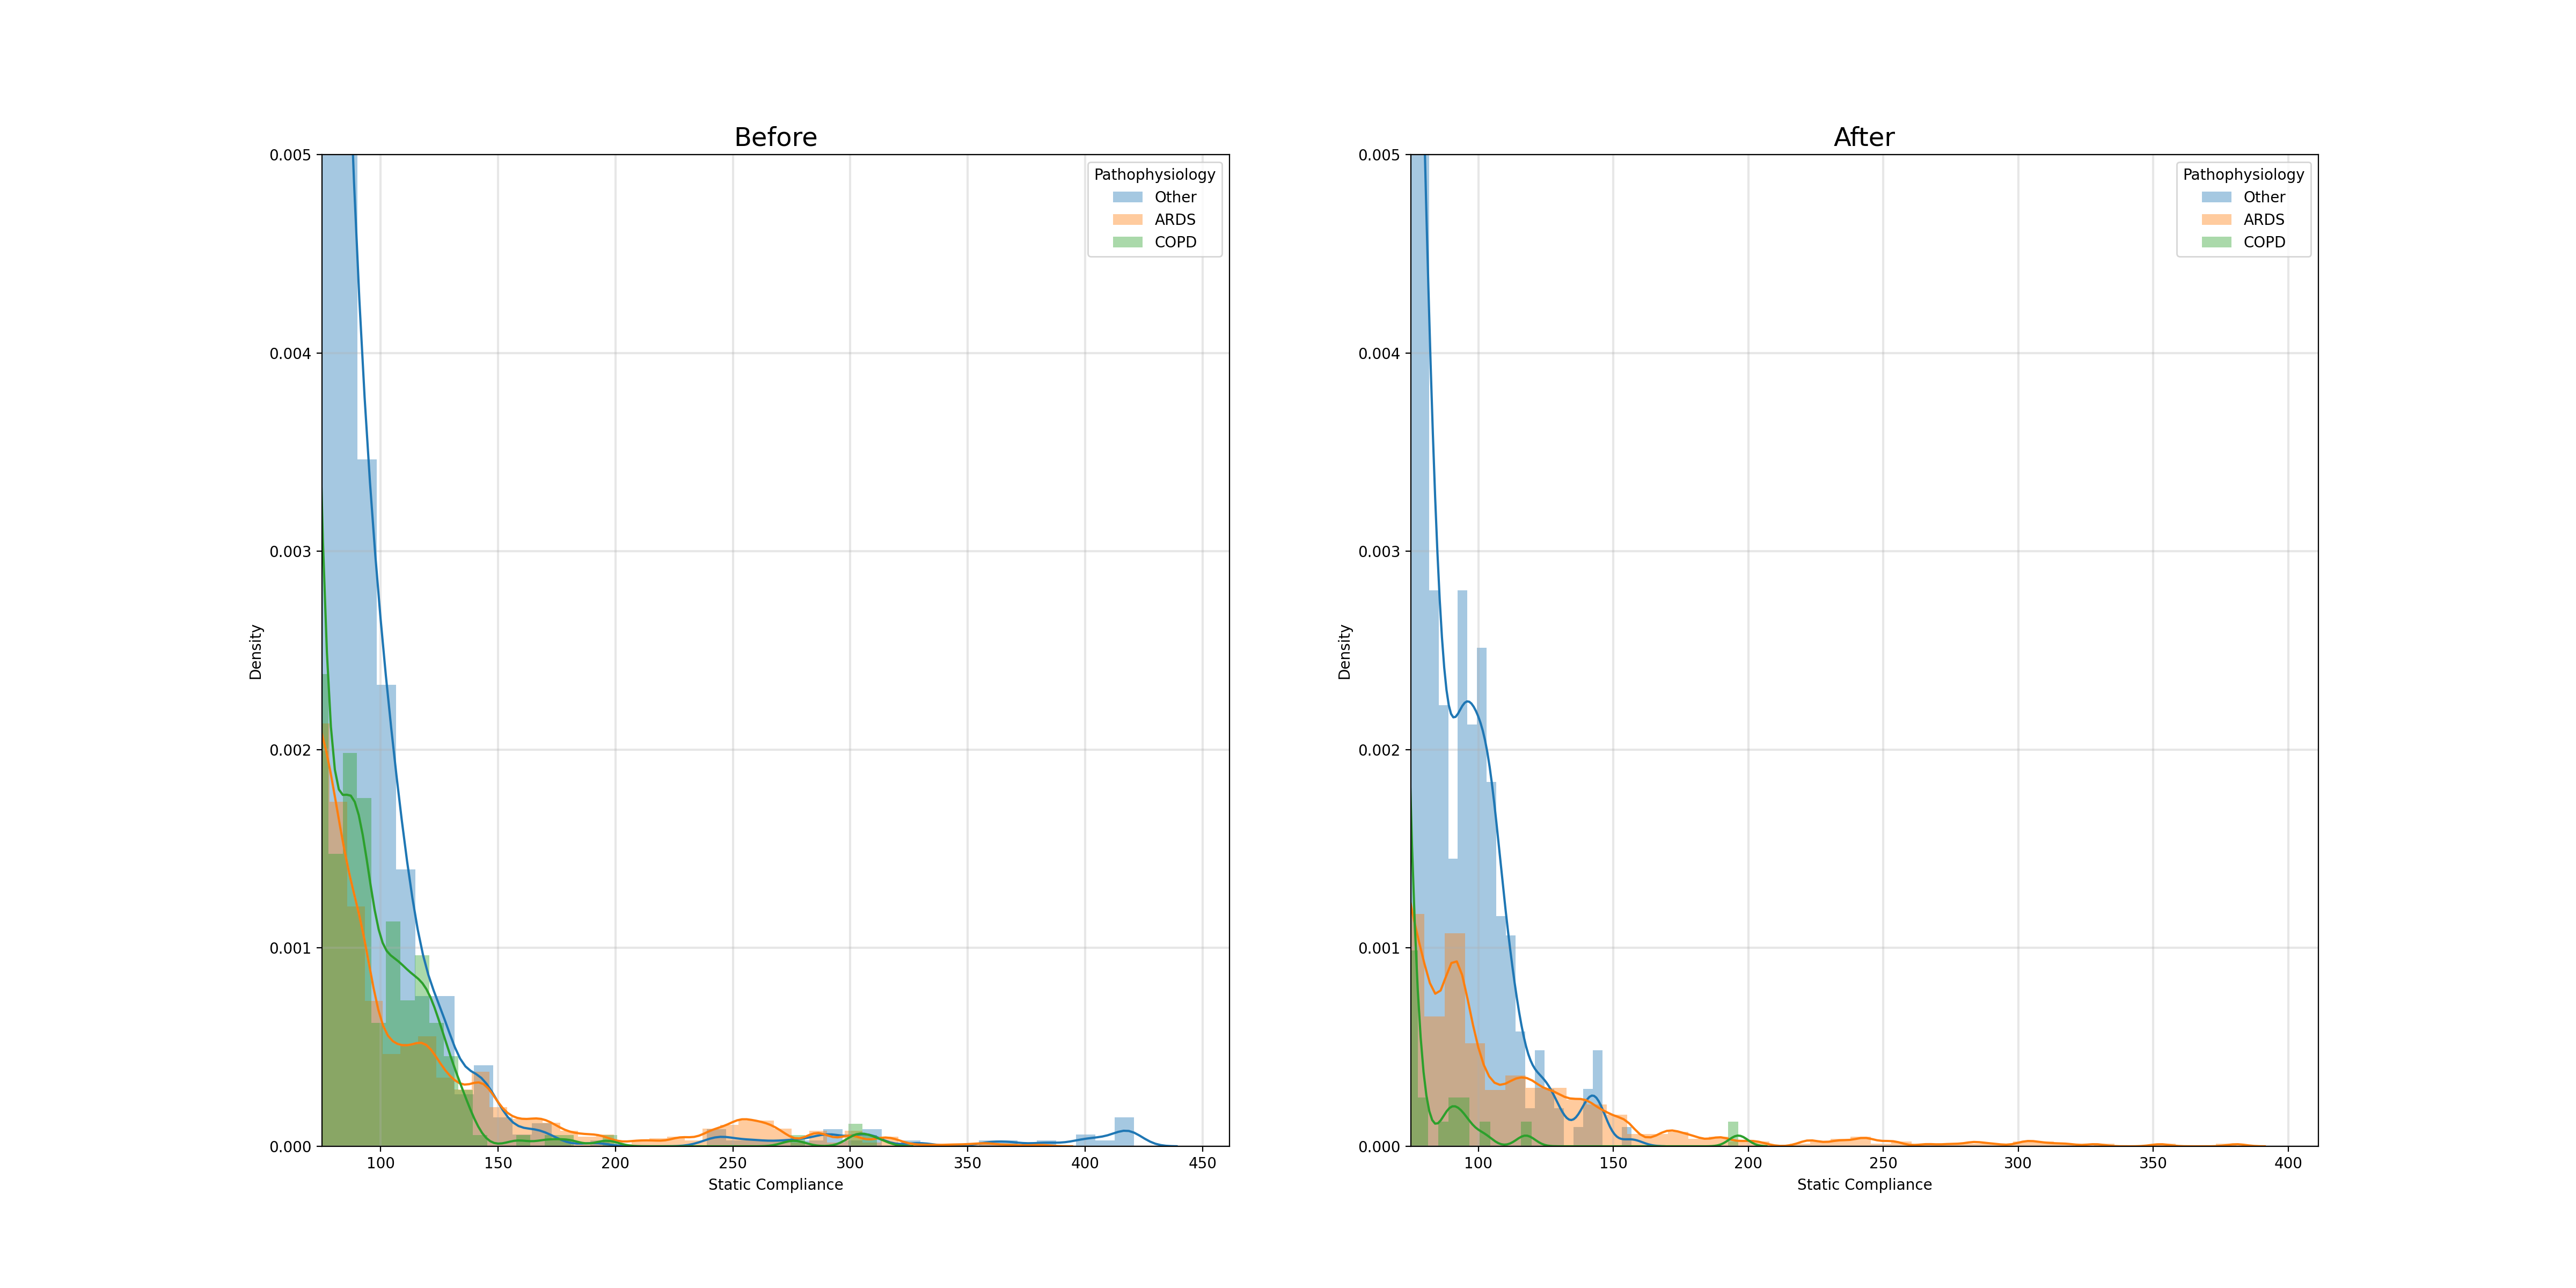 Before
0.005
0.004
0.003
0.002
0.001
0.000
Density
100 150 200 250 300 350 400 450
Static Compliance
Pathophysiology
Other
ARDS
COPD
After
0.005
0.004
0.003
0.002
0.001
0.000
Density
100 150 200 250 300 350 400
Static Compliance
Pathophysiology
Other
ARDS
COPD